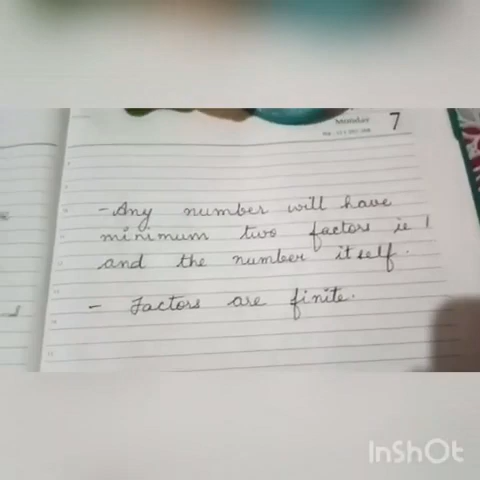 Monday 7
- Any number will have
minimum two factors ie 1
and the number itself.
- Factors are finite.
InShOt